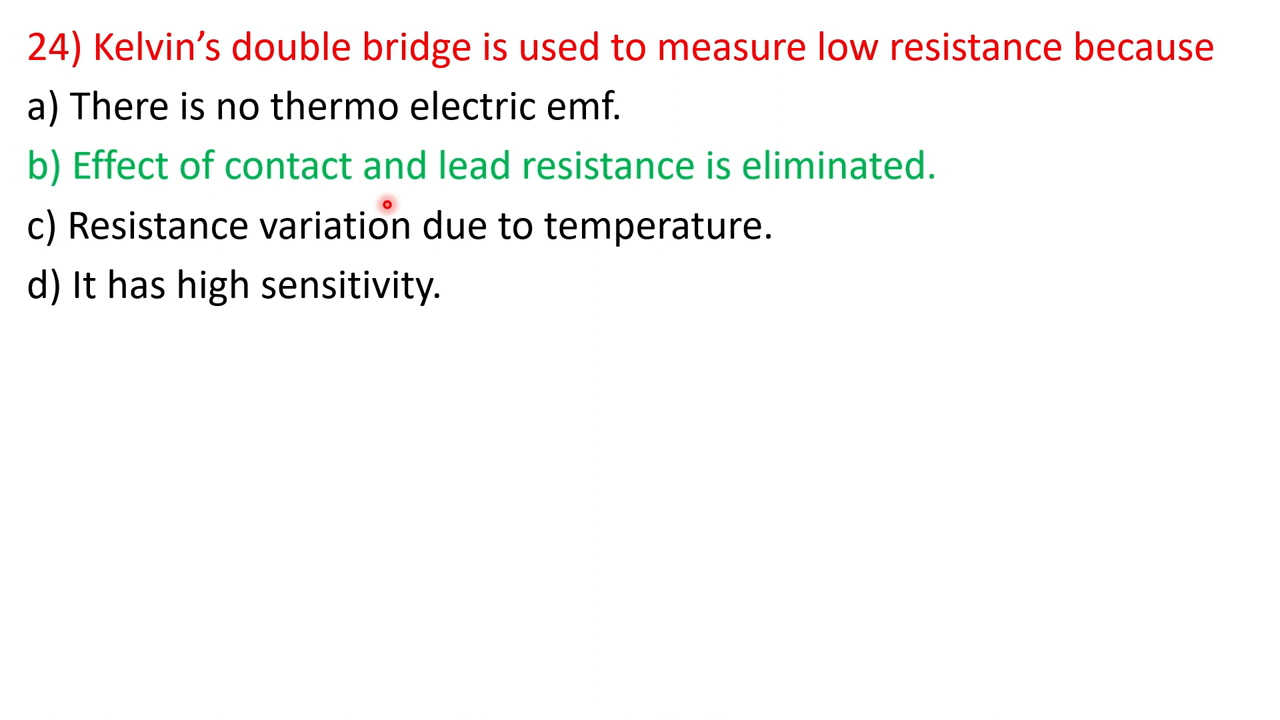 24) Kelvin’s double bridge is used to measure low resistance because
a) There is no thermo electric emf.
b) Effect of contact and lead resistance is eliminated.
c) Resistance variation due to temperature.
d) It has high sensitivity.